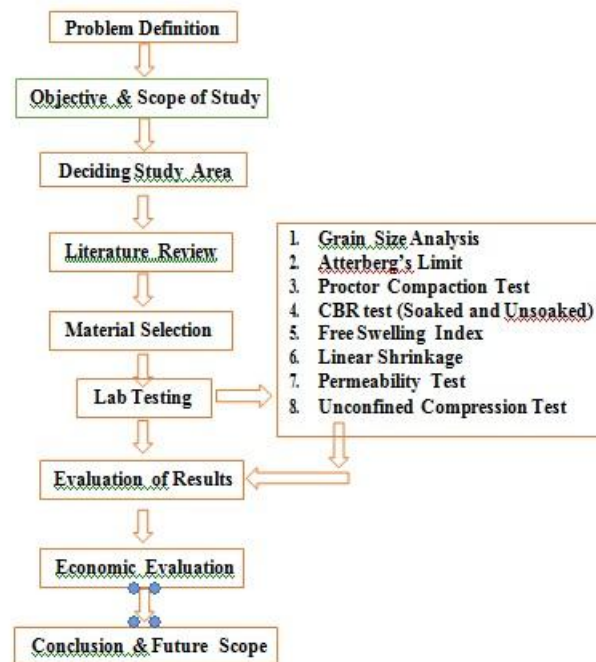 Problem Definition
Objective & Scope of Study
Deciding Study Area
Literature Review
Material Selection
Lab Testing
1. Grain Size Analysis
2. Atterberg's Limit
3. Proctor Compaction Test
4. CBR test (Soaked and Unsoaked)
5. Free Swelling Index
6. Linear Shrinkage
7. Permeability Test
8. Unconfined Compression Test
Evaluation of Results
Economic Evaluation
Conclusion & Future Scope